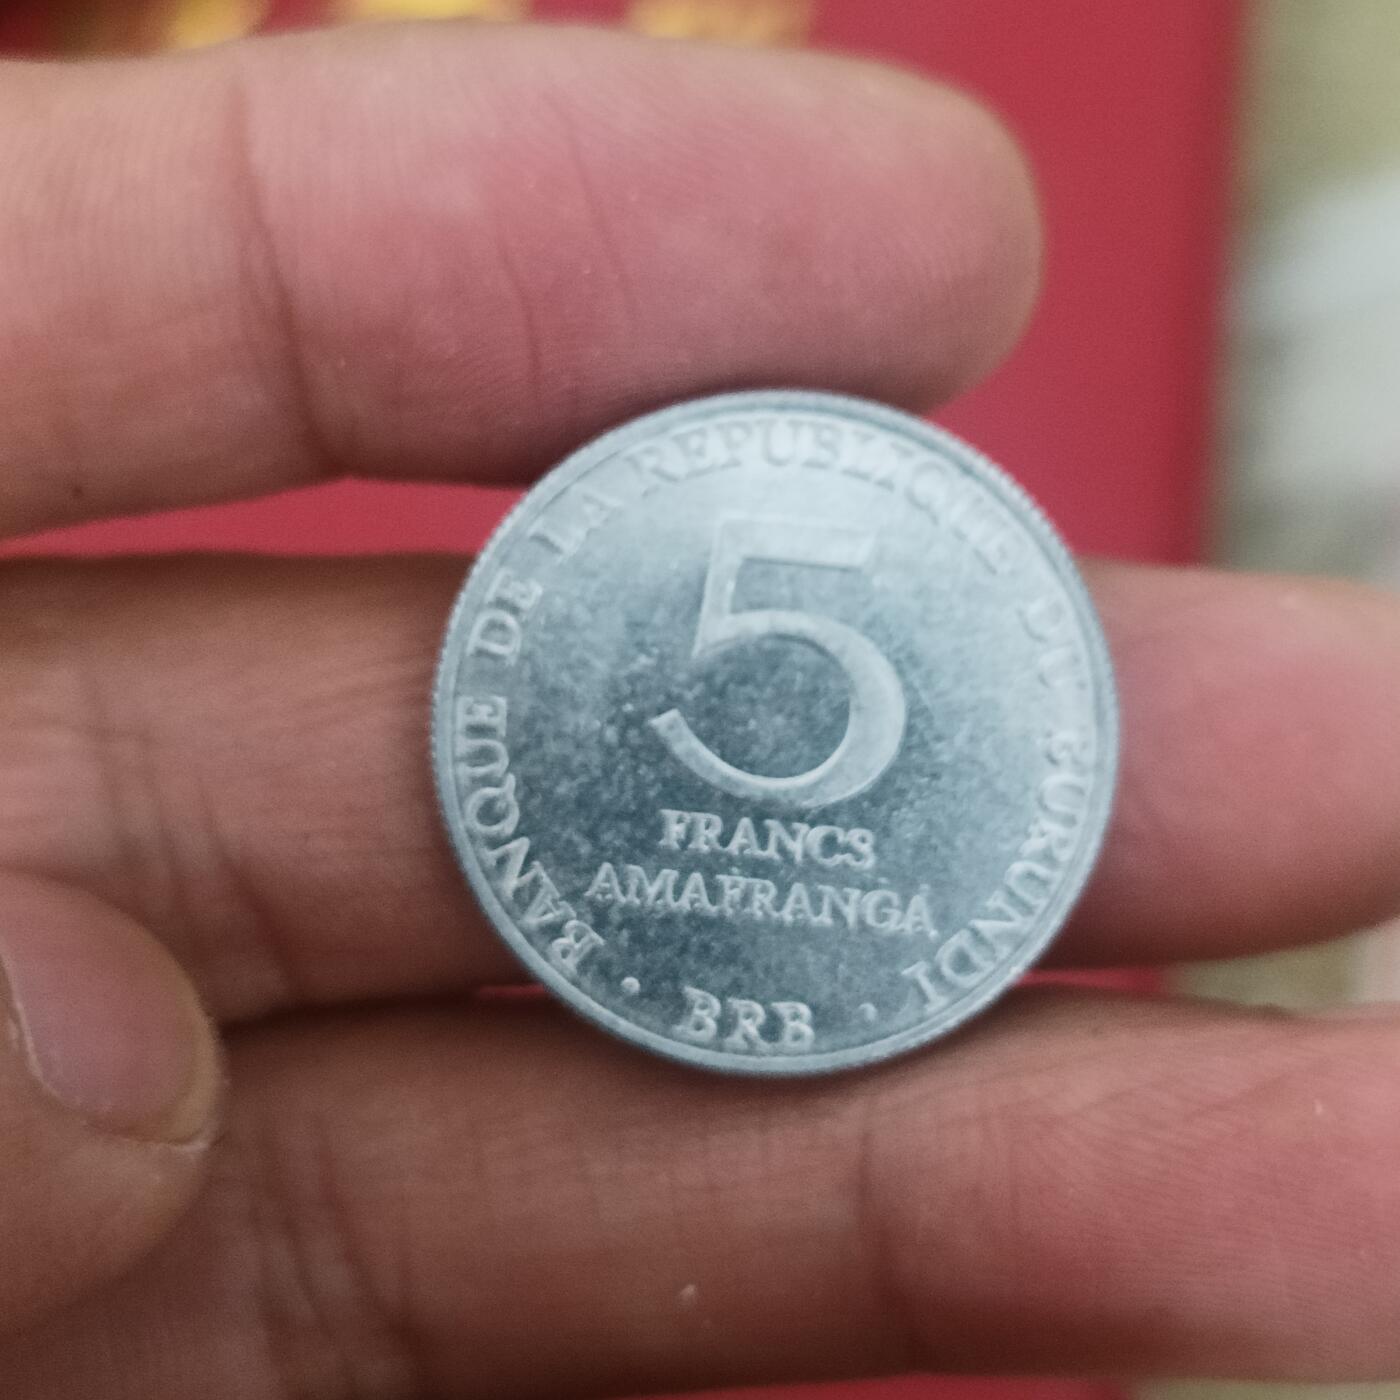 BANQUE DE LA REPUBLIQUE DU BURUNDI
5
FRANCS
AMAFRANGA
· BRB ·